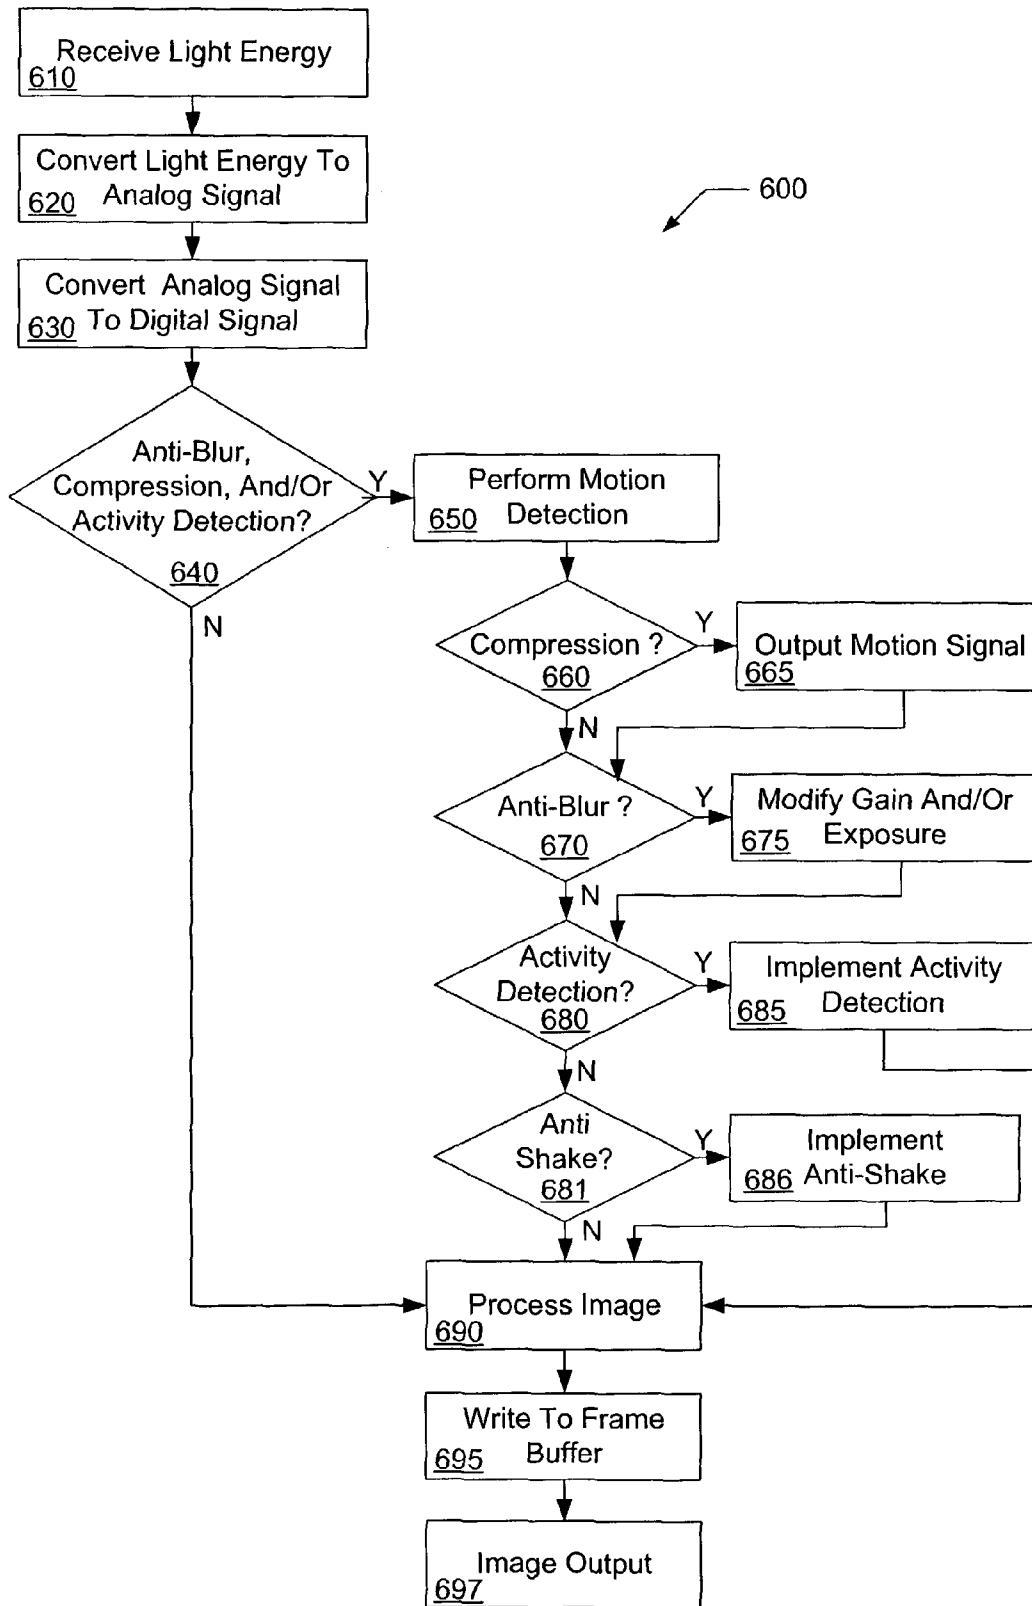 Receive Light Energy
610
Convert Light Energy To
620 Analog Signal
600
Convert Analog Signal
630 To Digital Signal
Anti-Blur,
Compression, And/Or
Activity Detection?
640
Y
N
Perform Motion
650 Detection
Compression ?
660
Y
N
Output Motion Signal
665
Anti-Blur ?
670
Y
N
Modify Gain And/Or
675 Exposure
Activity
Detection?
680
Y
N
Implement Activity
685 Detection
Anti
Shake?
681
Y
N
Implement
686 Anti-Shake
Process Image
690
Write To Frame
Buffer
695
Image Output
697